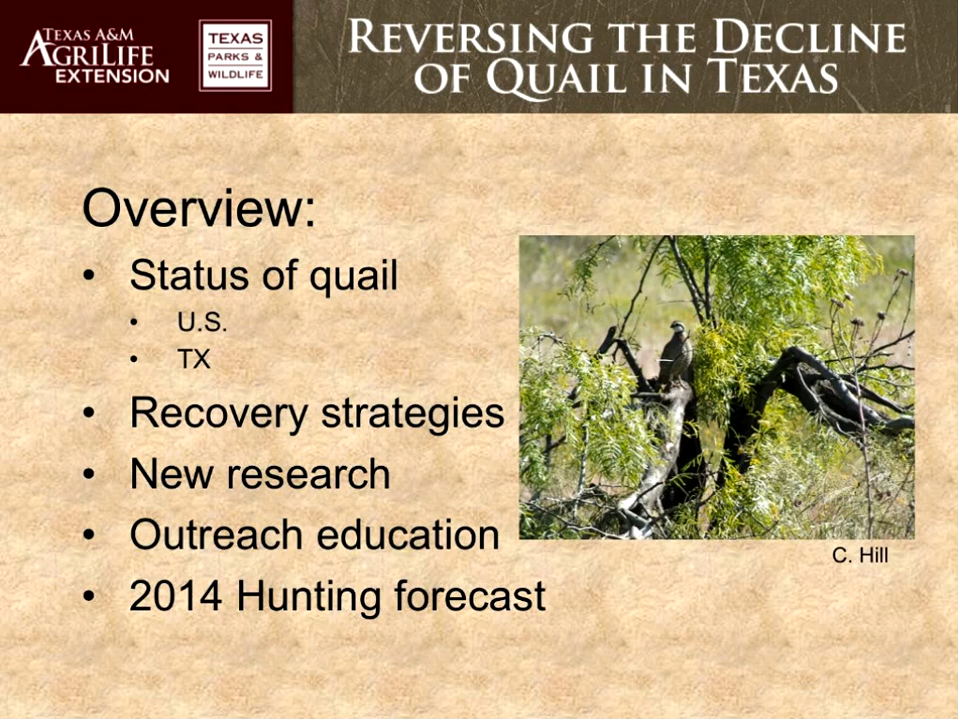 TEXAS A&M
AGRILIFE
EXTENSION
TEXAS
PARKS &
WILDLIFE
REVERSING THE DECLINE
OF QUAIL IN TEXAS
Overview:
• Status of quail
• U.S.
• TX
• Recovery strategies
• New research
• Outreach education
• 2014 Hunting forecast
C. Hill